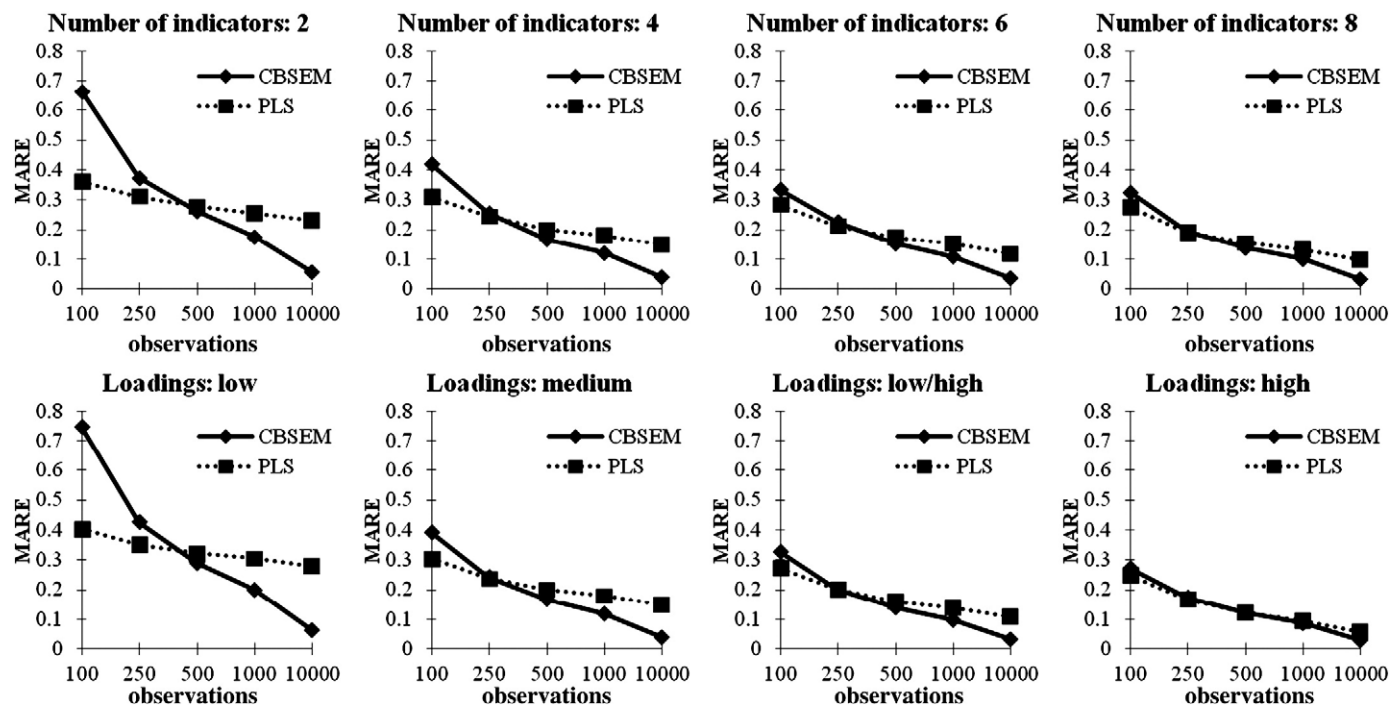 Number of indicators: 2
0.8
0.7
0.6
0.5
0.4
0.3
0.2
0.1
0
MARE
CBSEM
PLS
100 250 500 1000 10000
observations
Number of indicators: 4
0.8
0.7
0.6
0.5
0.4
0.3
0.2
0.1
0
MARE
CBSEM
PLS
100 250 500 1000 10000
observations
Number of indicators: 6
0.8
0.7
0.6
0.5
0.4
0.3
0.2
0.1
0
MARE
CBSEM
PLS
100 250 500 1000 10000
observations
Number of indicators: 8
0.8
0.7
0.6
0.5
0.4
0.3
0.2
0.1
0
MARE
CBSEM
PLS
100 250 500 1000 10000
observations
Loadings: low
0.8
0.7
0.6
0.5
0.4
0.3
0.2
0.1
0
MARE
CBSEM
PLS
100 250 500 1000 10000
observations
Loadings: medium
0.8
0.7
0.6
0.5
0.4
0.3
0.2
0.1
0
MARE
CBSEM
PLS
100 250 500 1000 10000
observations
Loadings: low/high
0.8
0.7
0.6
0.5
0.4
0.3
0.2
0.1
0
MARE
CBSEM
PLS
100 250 500 1000 10000
observations
Loadings: high
0.8
0.7
0.6
0.5
0.4
0.3
0.2
0.1
0
MARE
CBSEM
PLS
100 250 500 1000 10000
observations